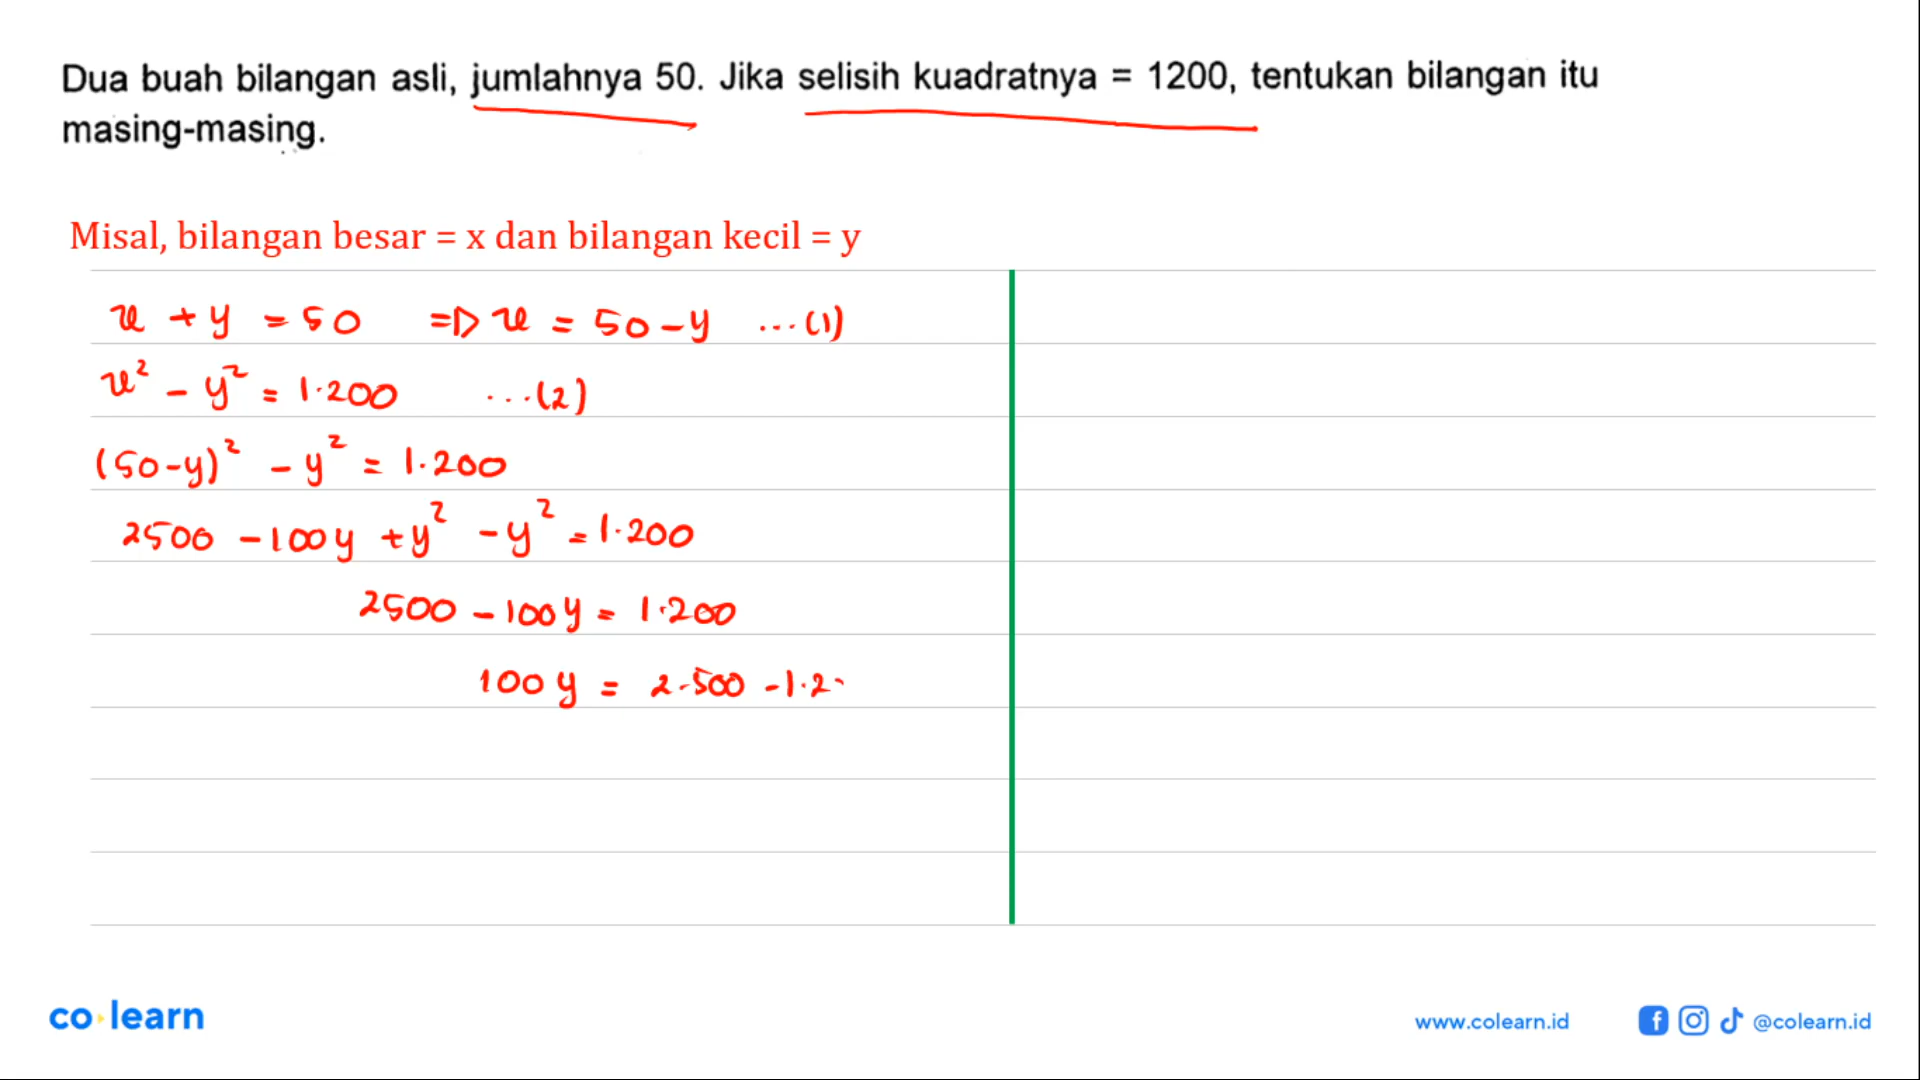 Dua buah bilangan asli, jumlahnya 50. Jika selisih kuadratnya = 1200, tentukan bilangan itu
masing-masing.
Misal, bilangan besar = x dan bilangan kecil = y
x + y = 50 => x = 50 - y ...(1)
x² - y² = 1.200 ...(2)
(50-y)² - y² = 1.200
2500 - 100y + y² - y² = 1.200
2500 - 100y = 1.200
100y = 2.500 - 1.2
co learn
www.colearn.id
@colearn.id